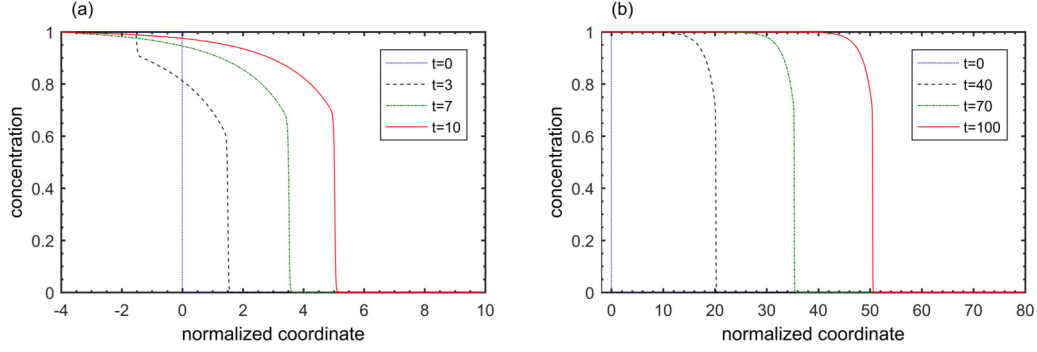 (a)
1
0.8
0.6
0.4
0.2
0
concentration
t=0
t=3
t=7
t=10
-4 -2 0 2 4 6 8 10
normalized coordinate
(b)
1
0.8
0.6
0.4
0.2
0
concentration
t=0
t=40
t=70
t=100
0 10 20 30 40 50 60 70 80
normalized coordinate